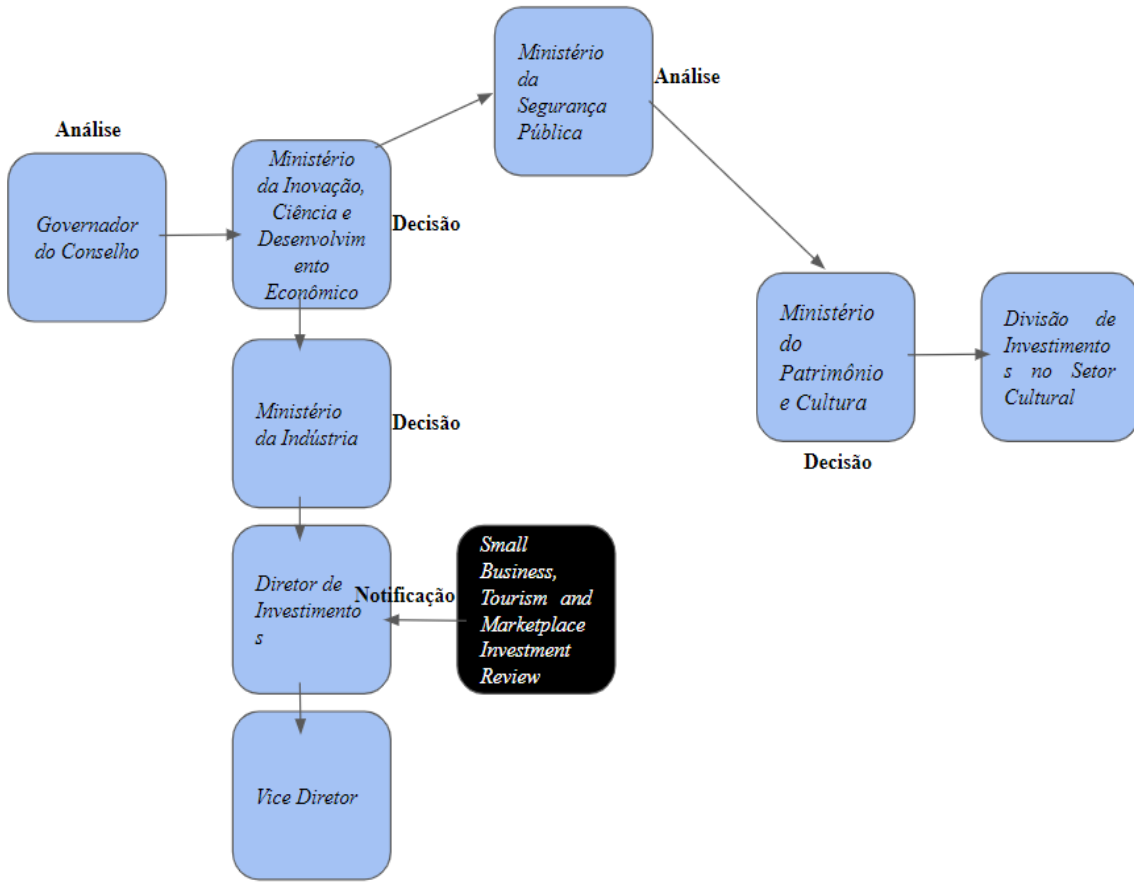 Ministério
da
Segurança
Pública
Análise
Análise
Governador
do Conselho
Ministério
da Inovação,
Ciência e
Desenvolvim
ento
Econômico
Decisão
Ministério
do
Patrimônio
e Cultura
Decisão
Divisão de
Investimento
s no Setor
Cultural
Ministério
da Indústria
Decisão
Diretor de
Investimento
s
Notificação
Small
Business,
Tourism and
Marketplace
Investment
Review
Vice Diretor